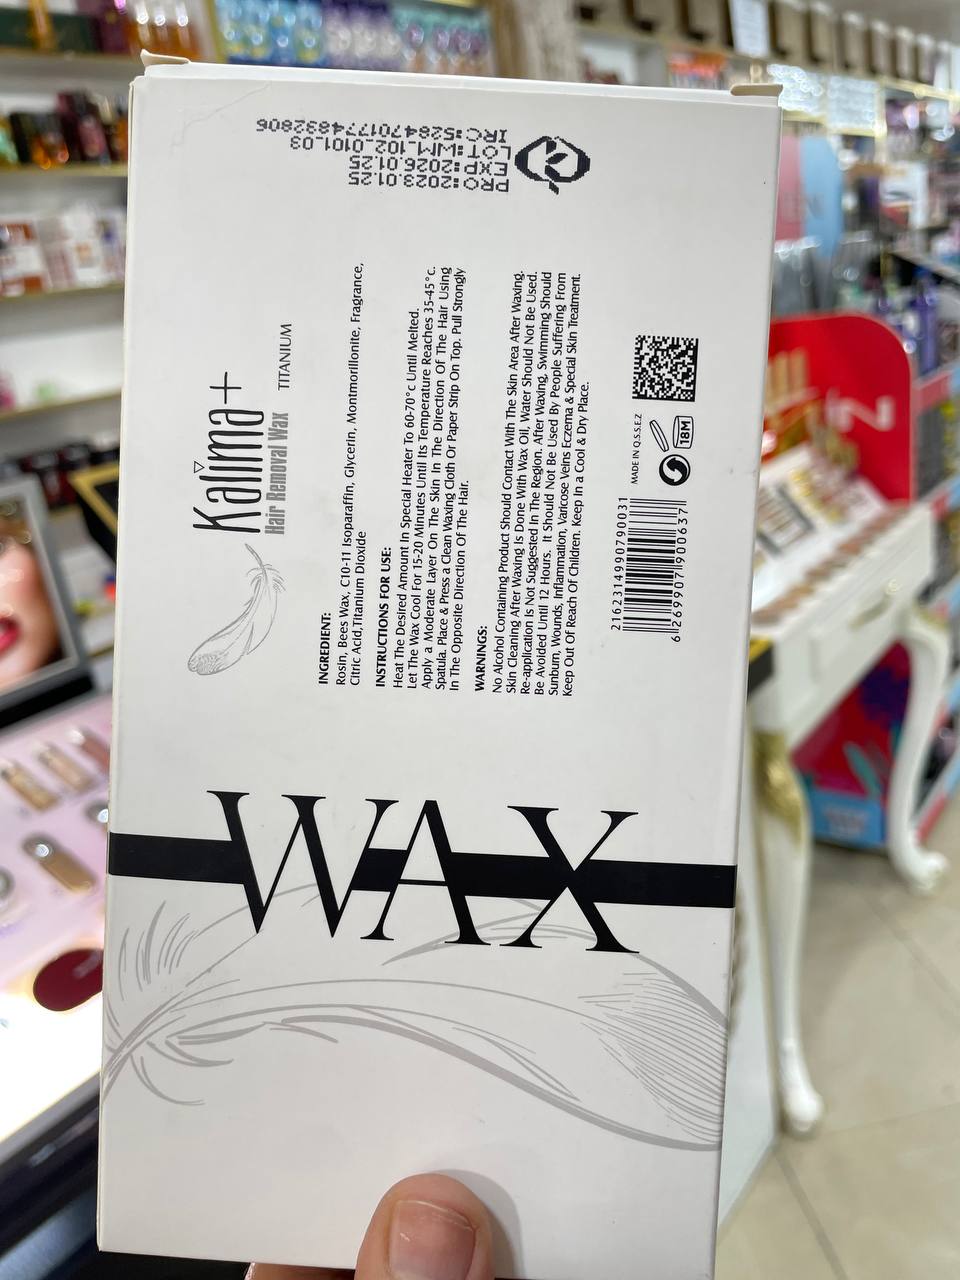 PRO:2023.01.25
EXP:2026.01.25
LOT:WM_102_0101_03
IRC:5284701774832806
Kalima+
Hair Removal Wax
TITANIUM
INGREDIENT:
Rosin, Bees Wax, C10-11 Isoparaffin, Glycerin, Montmorillonite, Fragrance,
Citric Acid,Titanium Dioxide
INSTRUCTIONS FOR USE:
Heat The Desired Amount In Special Heater To 60-70°c Until Melted.
Let The Wax Cool For 15-20 Minutes Until Its Temperature Reaches 35-45°c.
Apply a Moderate Layer On The Skin In The Direction Of The Hair Using
Spatula. Place & Press a Clean Waxing Cloth Or Paper Strip On Top. Pull Strongly
In The Opposite Direction Of The Hair.
WARNINGS:
No Alcohol Containing Product Should Contact With The Skin Area After Waxing.
Skin Cleaning After Waxing Is Done With Wax Oil, Water Should Not Be Used.
Re-application Is Not Suggested In The Region. After Waxing, Swimming Should
Be Avoided Until 12 Hours. It Should Not Be Used By People Suffering From
Sunburn, Wounds, Inflammation, Varicose Veins Eczema & Special Skin Treatment.
Keep Out Of Reach Of Children. Keep In a Cool & Dry Place.
2162314990790031
6269907900637
MADE IN Q.S.S.E.Z
18M
WAX